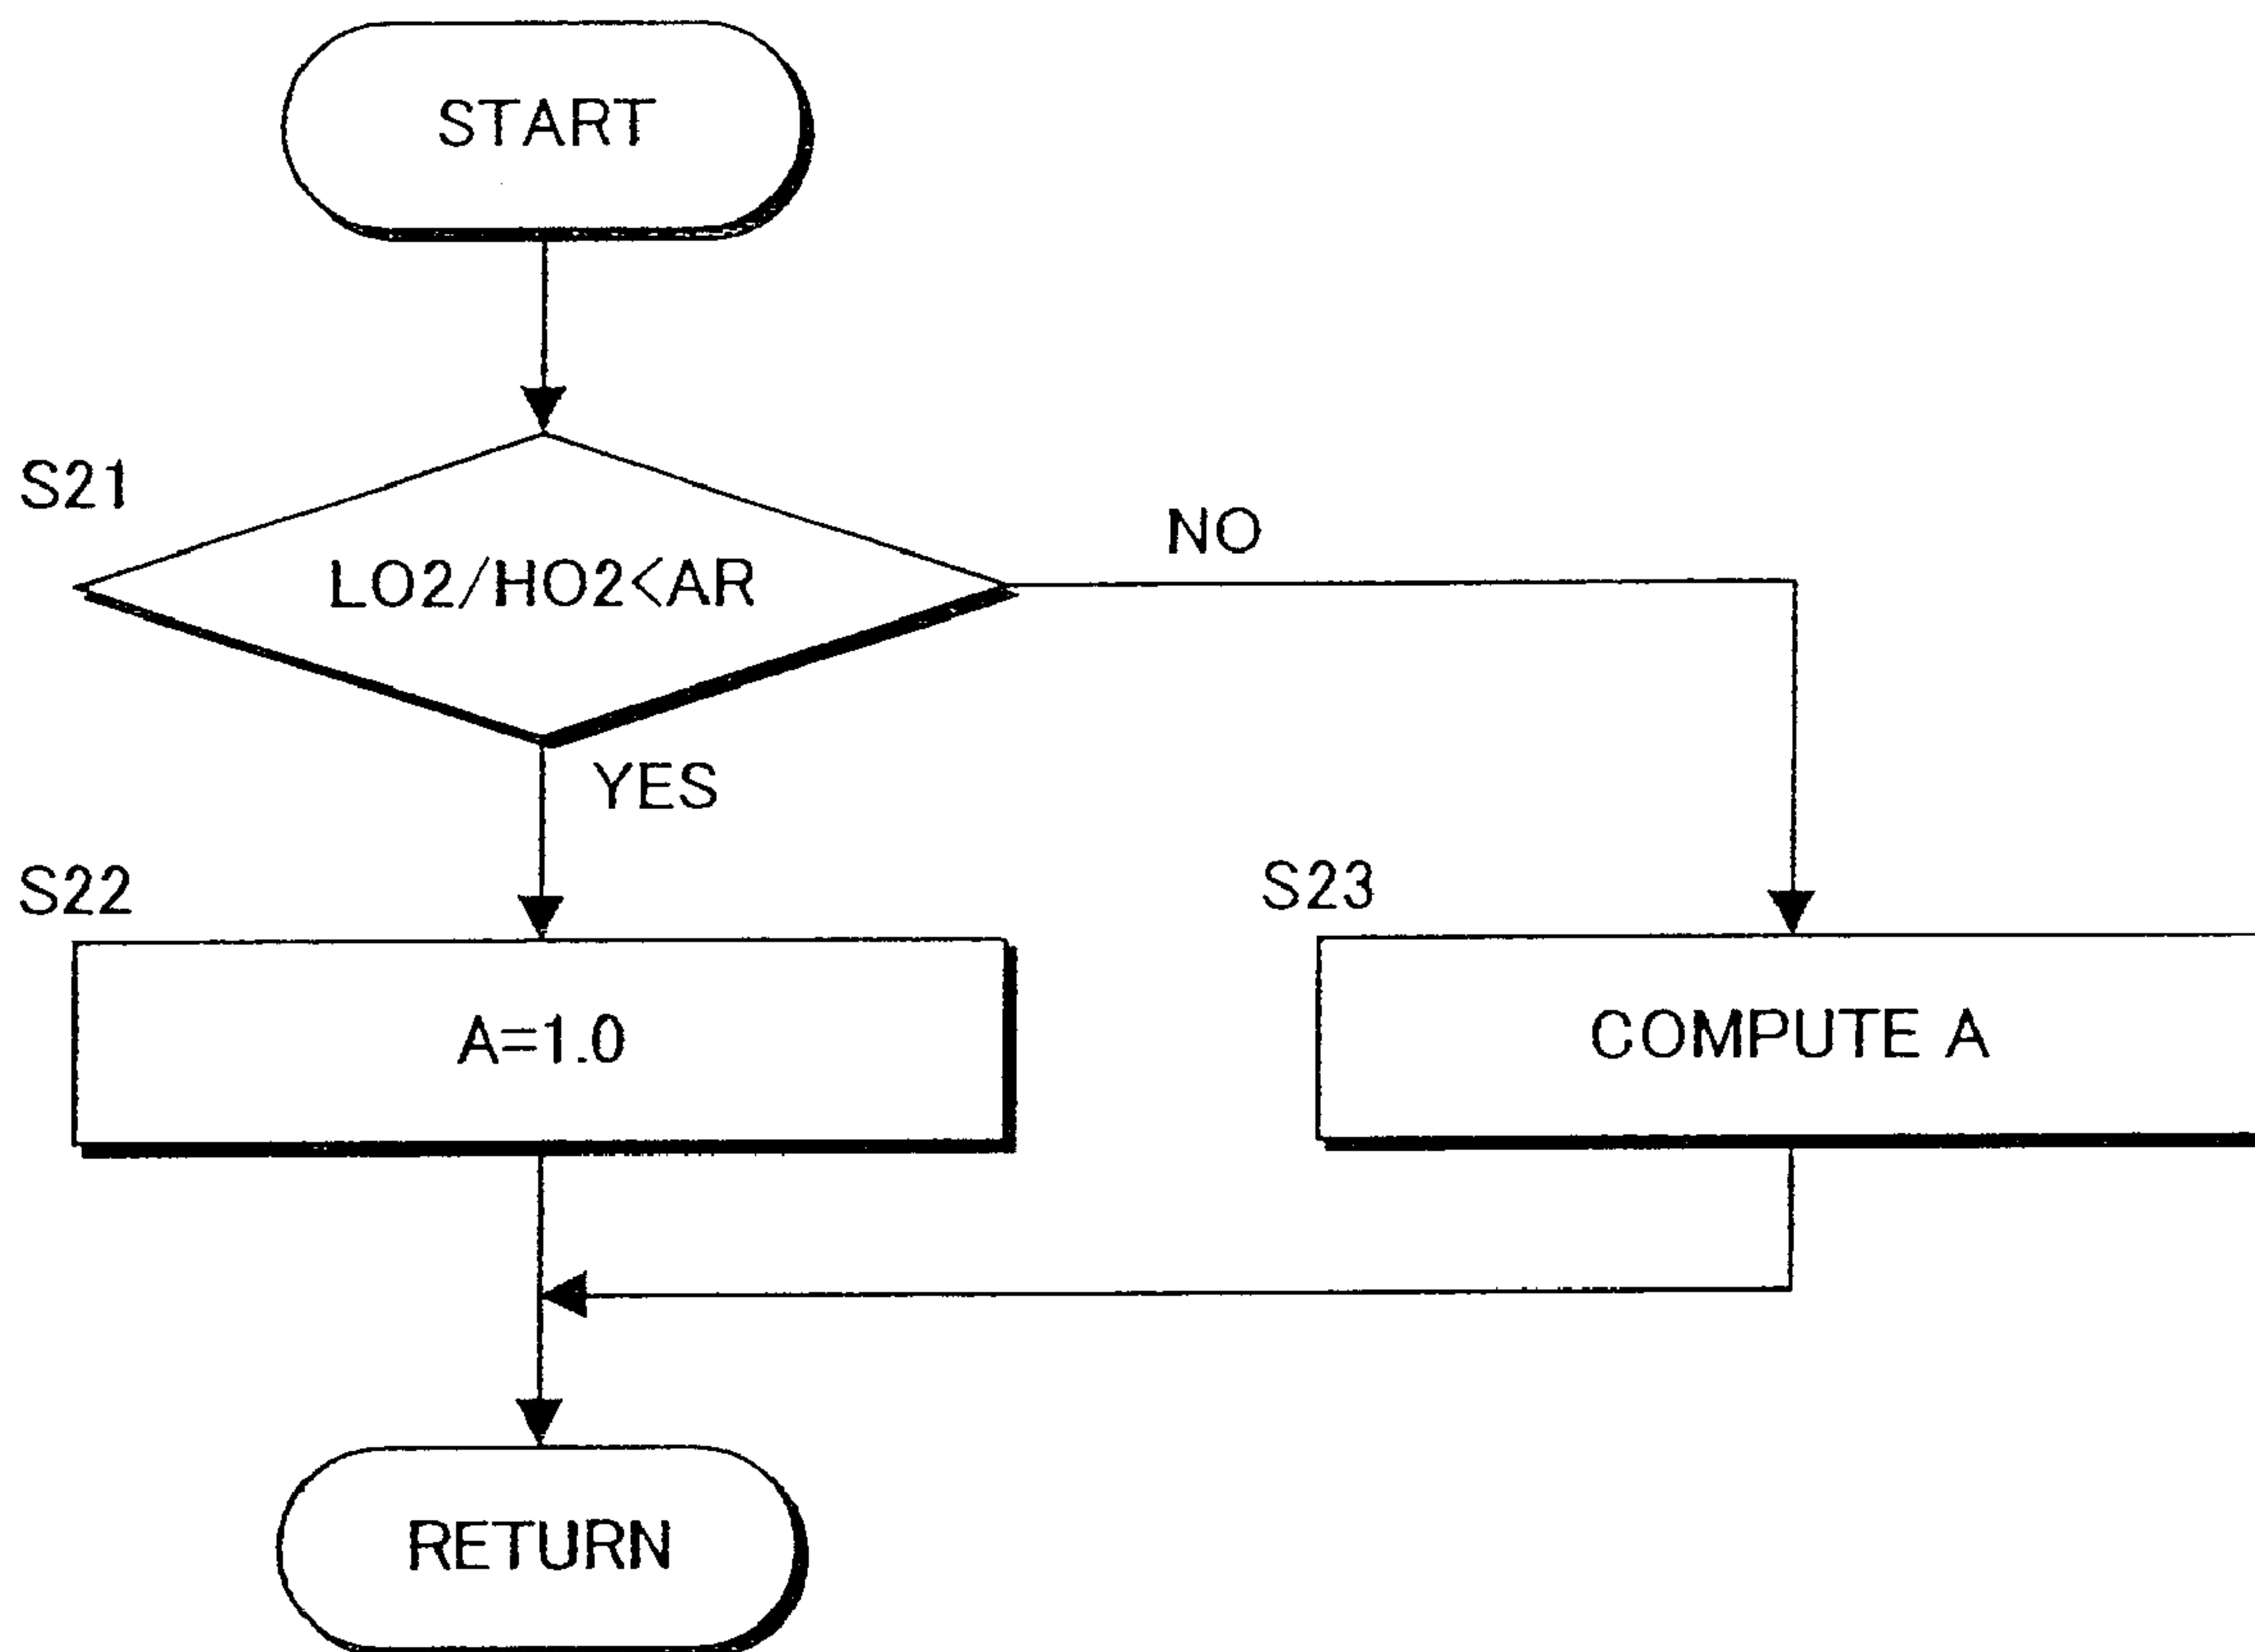 START
S21
LO2/HO2<AR
NO
YES
S22
A=1.0
S23
COMPUTE A
RETURN